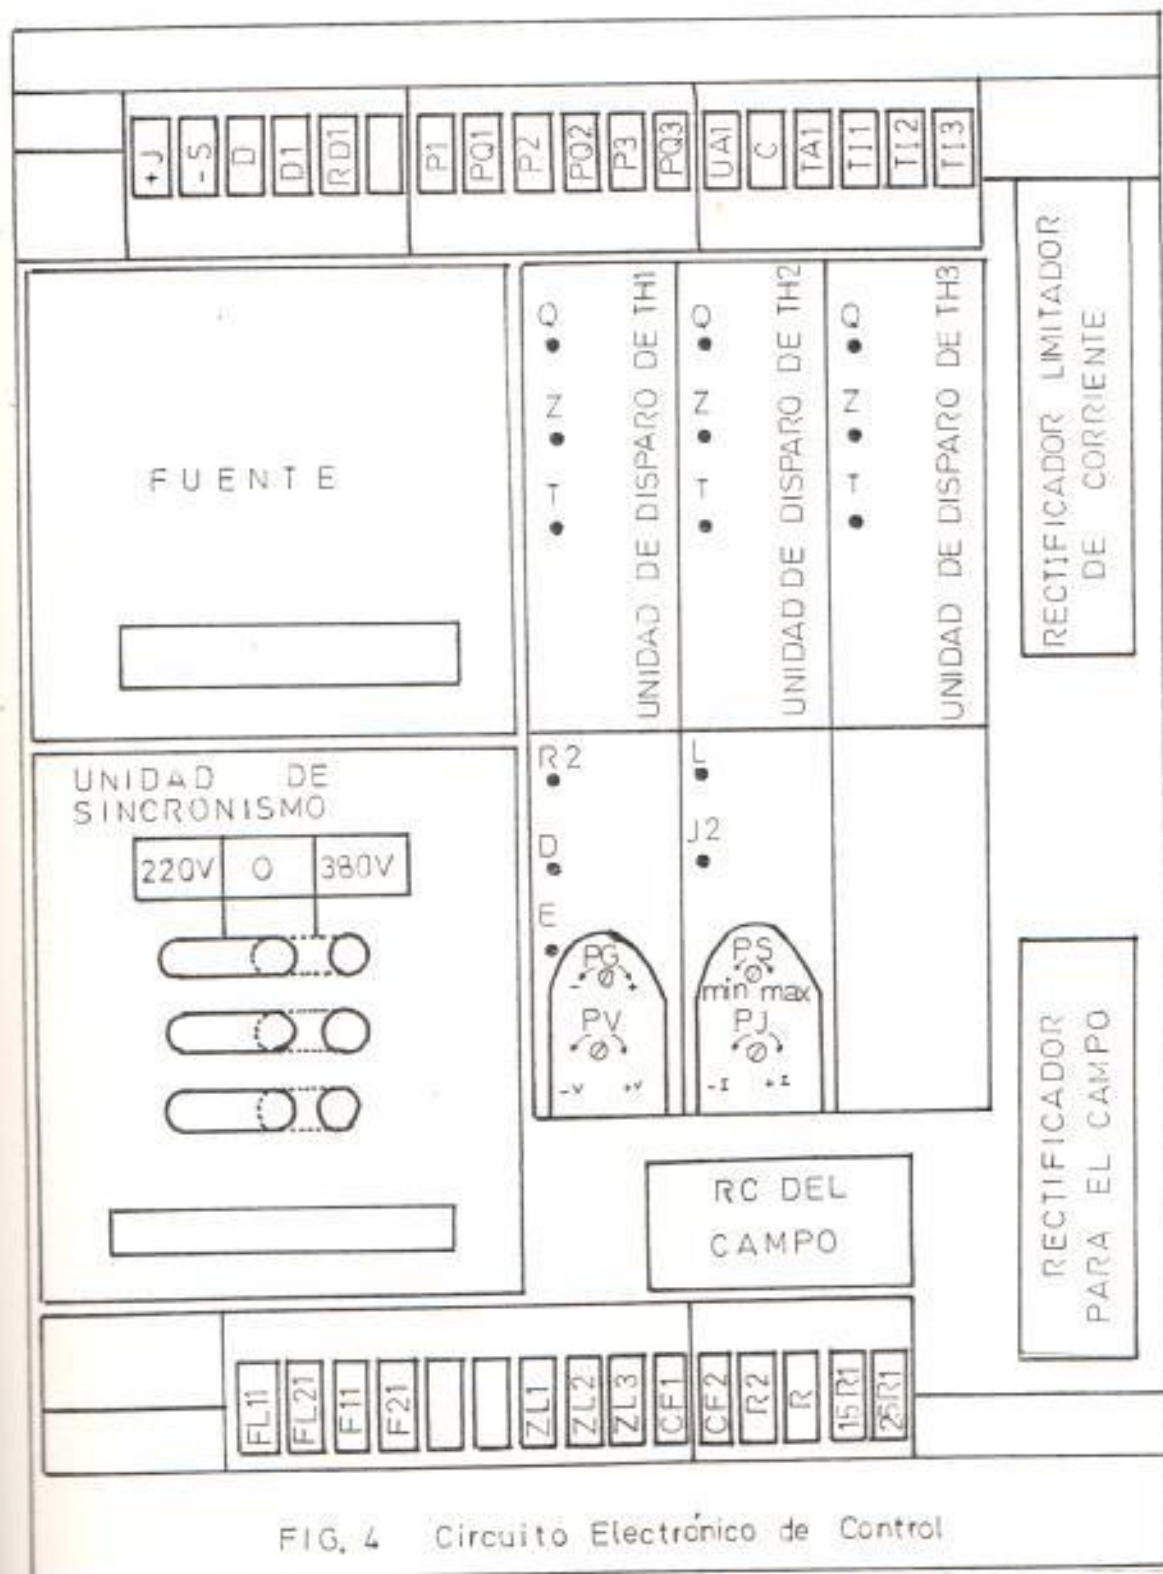 +J
-S
D
D1
RD1
P1
PQ1
P2
PQ2
P3
PQ3
UA1
C
TA1
TI1
TI2
TI3
FUENTE
Q
Z
T
UNIDAD DE DISPARO DE TH1
Q
Z
T
UNIDAD DE DISPARO DE TH2
Q
Z
T
UNIDAD DE DISPARO DE TH3
RECTIFICADOR LIMITADOR
DE CORRIENTE
UNIDAD DE
SINCRONISMO
220V O 380V
R2
D
E
PG
- +
PV
-V +V
L
J2
PS
min max
PJ
-I +I
RC DEL
CAMPO
RECTIFICADOR
PARA EL CAMPO
FL11
FL21
F11
F21
ZL1
ZL2
ZL3
CF1
CF2
R2
R
15R1
25R1
FIG. 4 Circuito Electrónico de Control